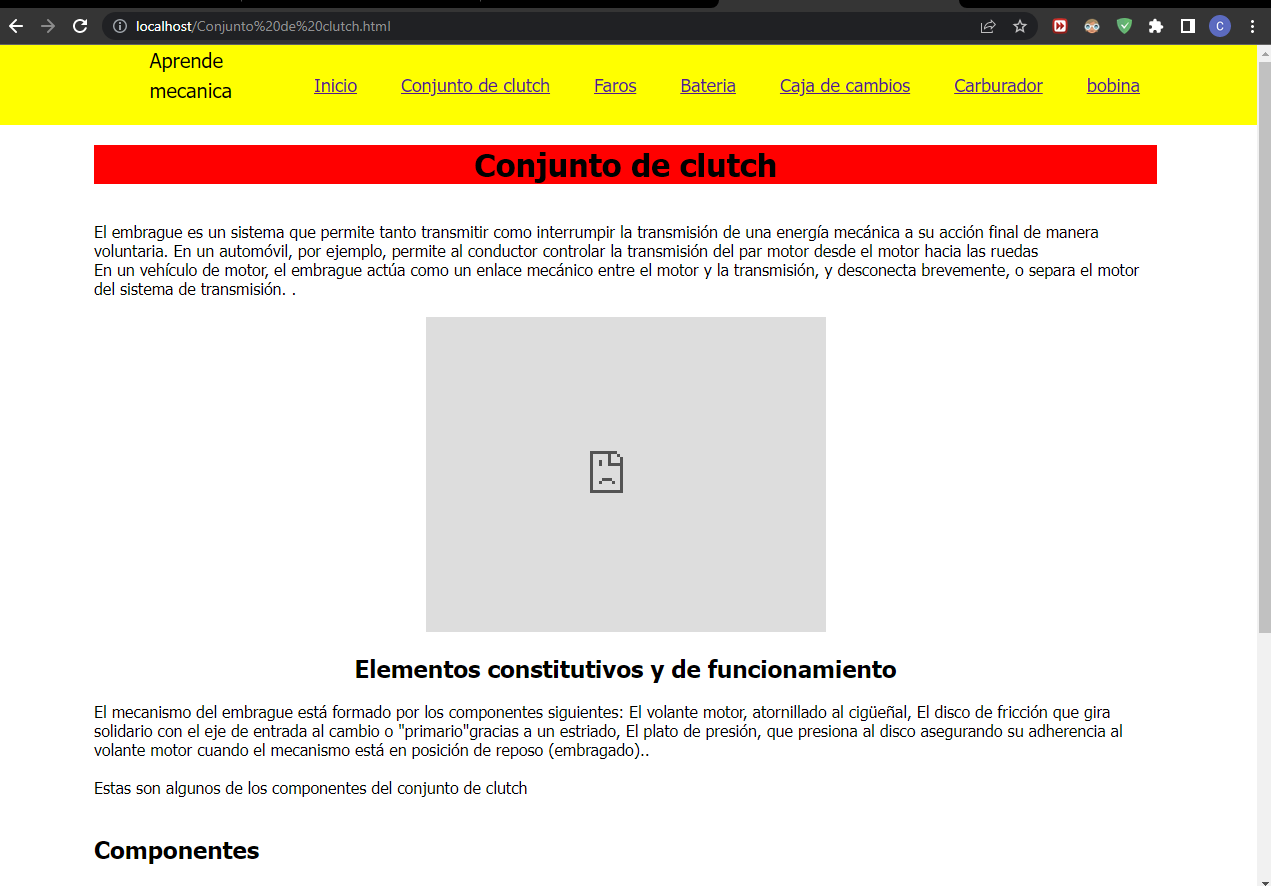 localhost/Conjunto%20de%20clutch.html
C
Aprende
mecanica
Inicio Conjunto de clutch Faros Bateria Caja de cambios Carburador bobina
Conjunto de clutch
El embrague es un sistema que permite tanto transmitir como interrumpir la transmisión de una energía mecánica a su acción final de manera
voluntaria. En un automóvil, por ejemplo, permite al conductor controlar la transmisión del par motor desde el motor hacia las ruedas
En un vehículo de motor, el embrague actúa como un enlace mecánico entre el motor y la transmisión, y desconecta brevemente, o separa el motor
del sistema de transmisión. .
Elementos constitutivos y de funcionamiento
El mecanismo del embrague está formado por los componentes siguientes: El volante motor, atornillado al cigüeñal, El disco de fricción que gira
solidario con el eje de entrada al cambio o "primario"gracias a un estriado, El plato de presión, que presiona al disco asegurando su adherencia al
volante motor cuando el mecanismo está en posición de reposo (embragado)..
Estas son algunos de los componentes del conjunto de clutch
Componentes